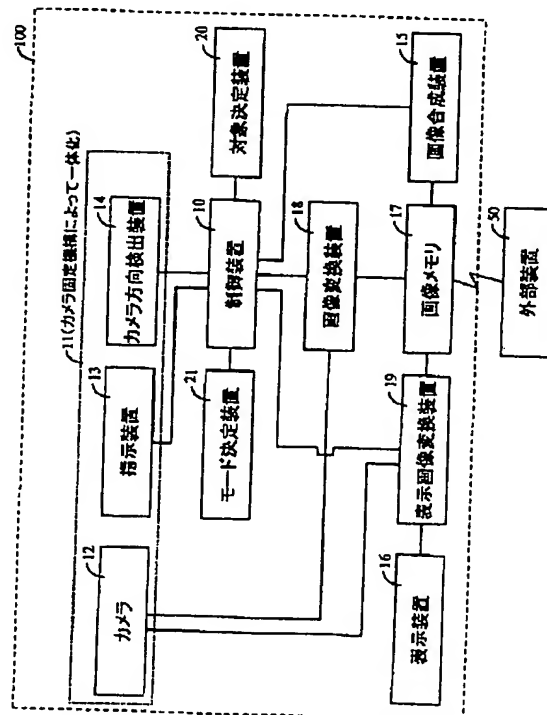 100
11(カメラ固定機構によって一体化)
12
カメラ
13
指示装置
14
カメラ方向検出装置
21
モード決定装置
10
制御装置
20
対象決定装置
18
画像変換装置
16
表示装置
19
表示画像変換装置
17
画像メモリ
15
画像合成装置
50
外部装置